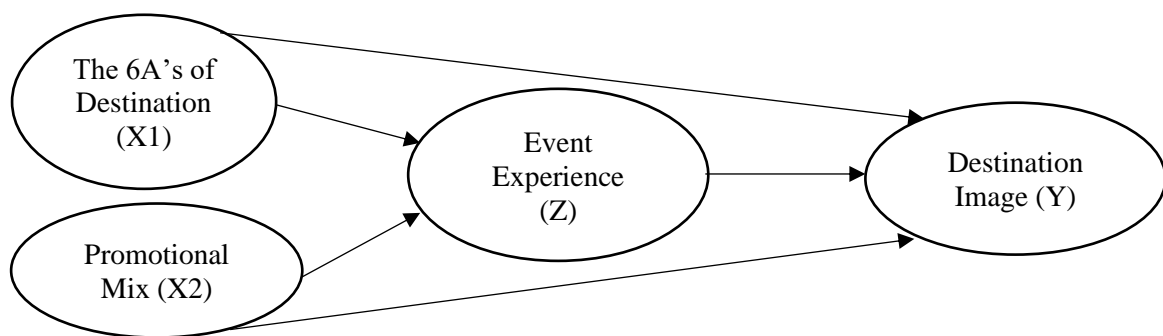 The 6A’s of
Destination
(X1)
Event
Experience
(Z)
Destination
Image (Y)
Promotional
Mix (X2)